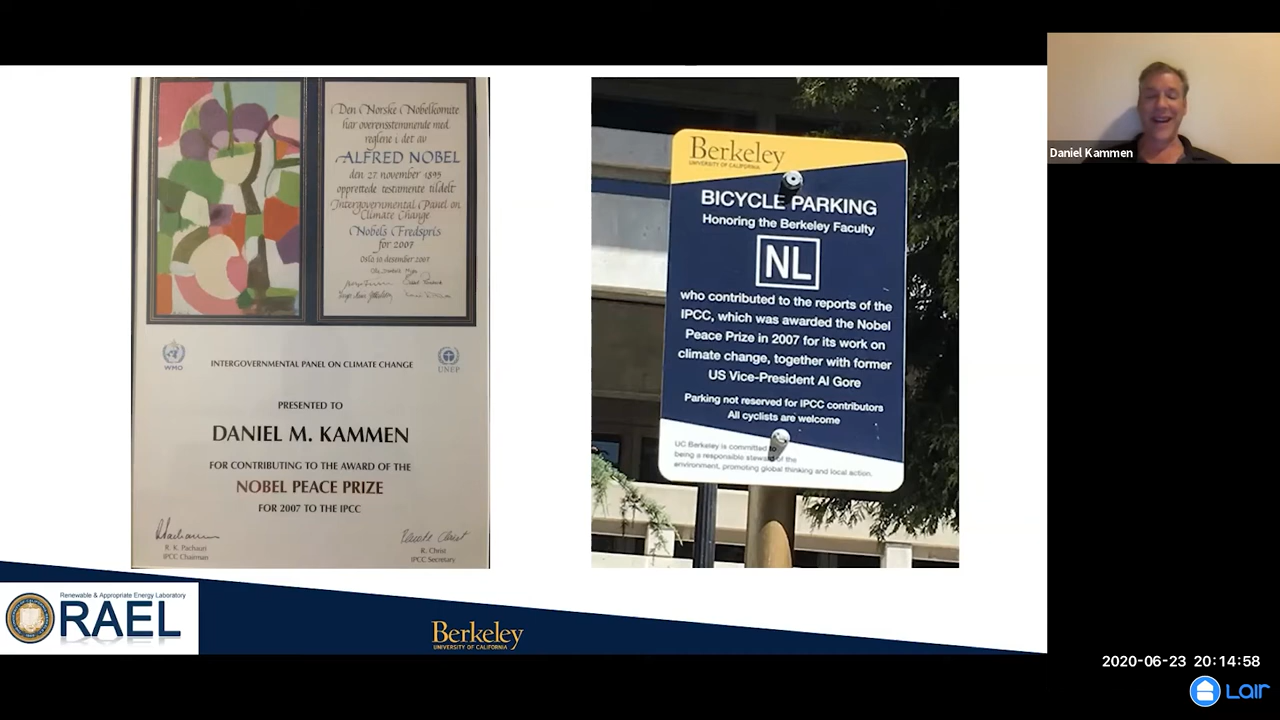 Den Norske Nobelkomite
har overensstemmende med
reglene i det av
ALFRED NOBEL
den 27. november 1895
opprettede testamente tildelt
Intergovernmental Panel on
Climate Change
Nobels Fredspris
for 2007
Oslo 10. desember 2007
WHO
INTERGOVERNMENTAL PANEL ON CLIMATE CHANGE
UNEP
PRESENTED TO
DANIEL M. KAMMEN
FOR CONTRIBUTING TO THE AWARD OF THE
NOBEL PEACE PRIZE
FOR 2007 TO THE IPCC
R. K. Pachauri
IPCC Chairman
R. Christ
IPCC Secretary
Berkeley
UNIVERSITY OF CALIFORNIA
BICYCLE PARKING
Honoring the Berkeley Faculty
NL
who contributed to the reports of the
IPCC, which was awarded the Nobel
Peace Prize in 2007 for its work on
climate change, together with former
US Vice-President Al Gore
Parking not reserved for IPCC contributors
All cyclists are welcome
UC Berkeley is committed to
being a responsible steward of the
environment, promoting global thinking and local action.
Daniel Kammen
Renewable & Appropriate Energy Laboratory
RAEL
Berkeley
UNIVERSITY OF CALIFORNIA
2020-06-23 20:14:58
LaIr